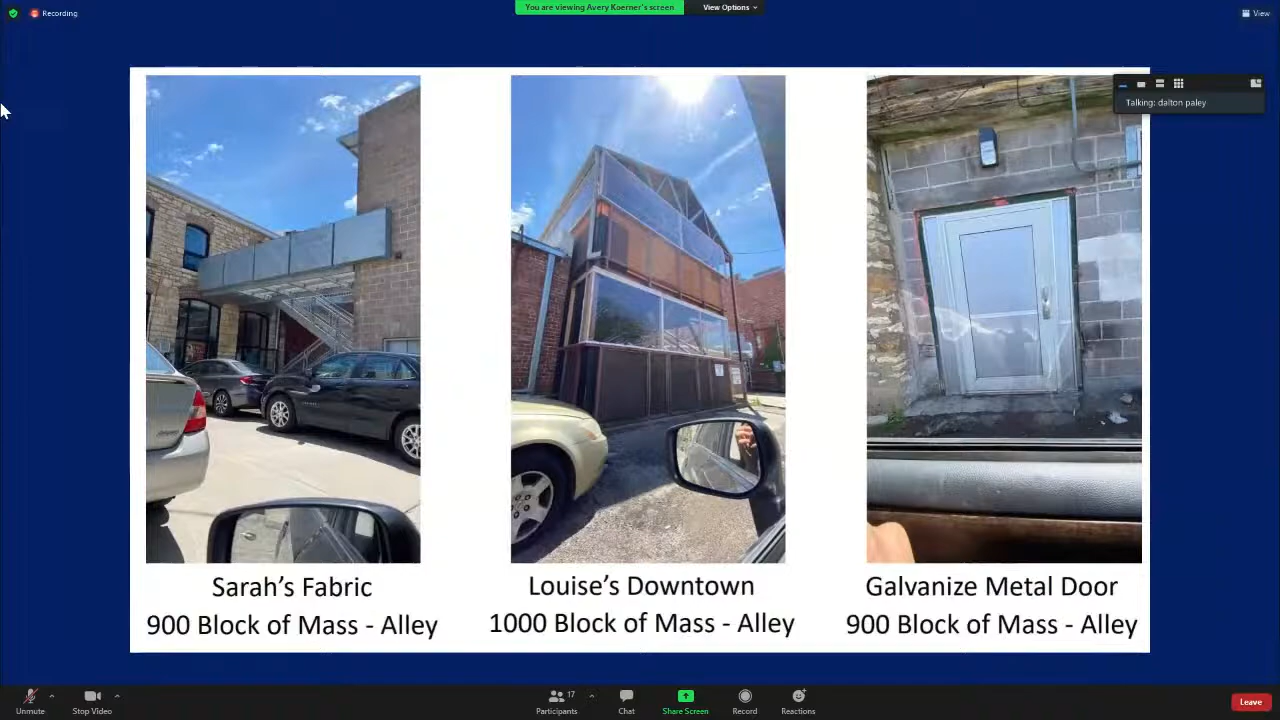 Recording
You are viewing Avery Koerner's screen
View Options
View
Talking: dalton paley
Sarah's Fabric
900 Block of Mass - Alley
Louise's Downtown
1000 Block of Mass - Alley
Galvanize Metal Door
900 Block of Mass - Alley
Unmute
Stop Video
17
Participants
Chat
Share Screen
Record
Reactions
Leave